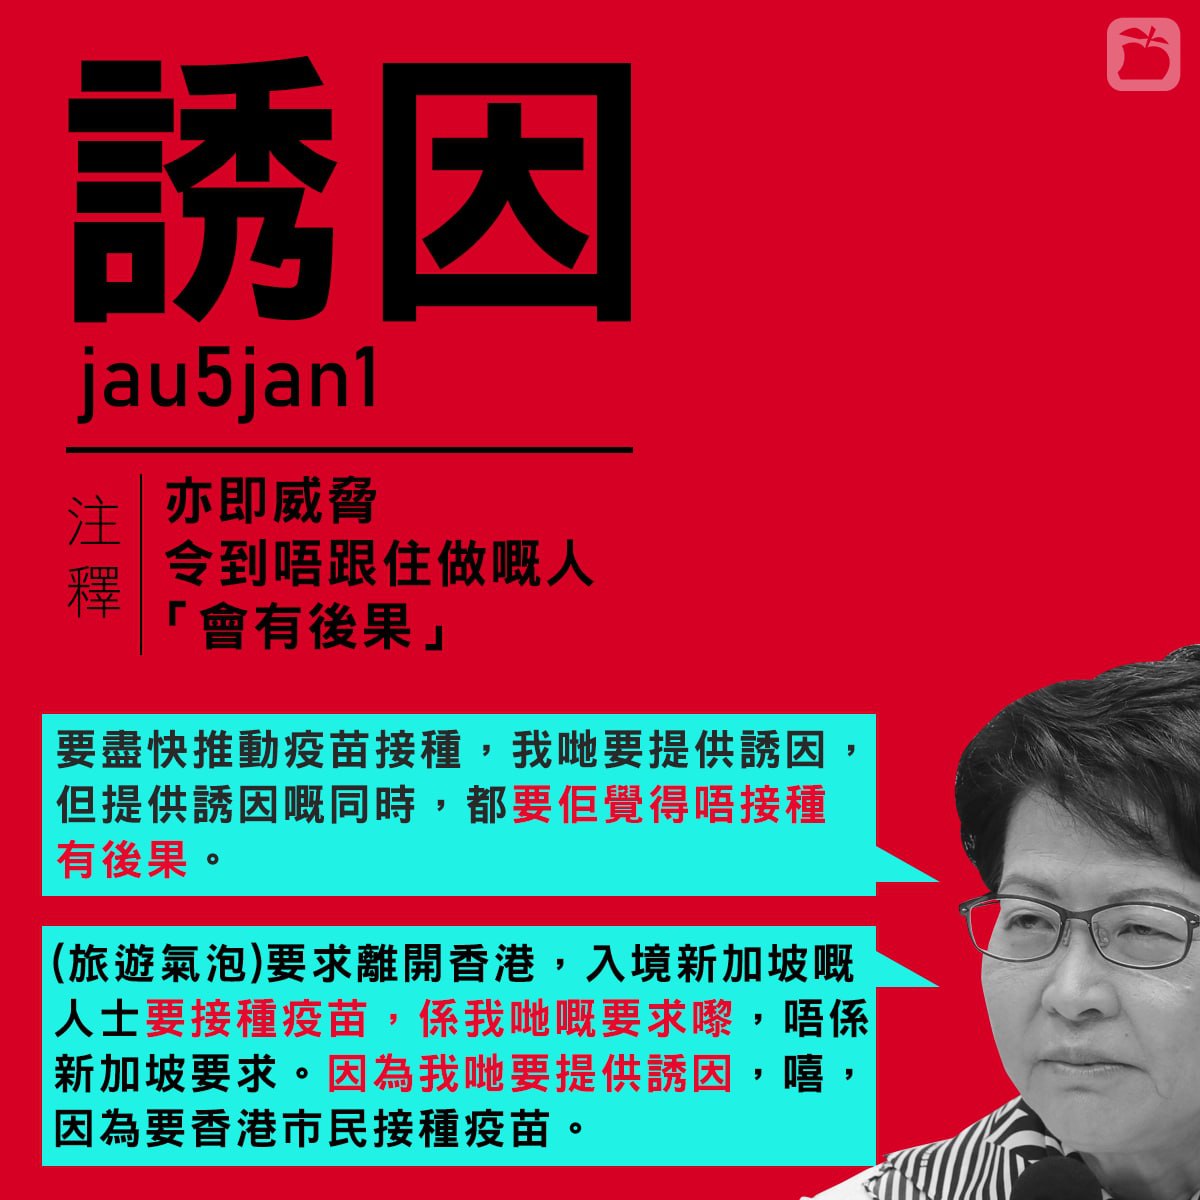 誘因
jau5jan1
注釋
亦即威脅
令到唔跟住做嘅人
「會有後果」
要盡快推動疫苗接種，我哋要提供誘因，
但提供誘因嘅同時，都要佢覺得唔接種
有後果。
(旅遊氣泡)要求離開香港，入境新加坡嘅
人士要接種疫苗，係我哋嘅要求嚟，唔係
新加坡要求。因為我哋要提供誘因，嘻，
因為要香港市民接種疫苗。